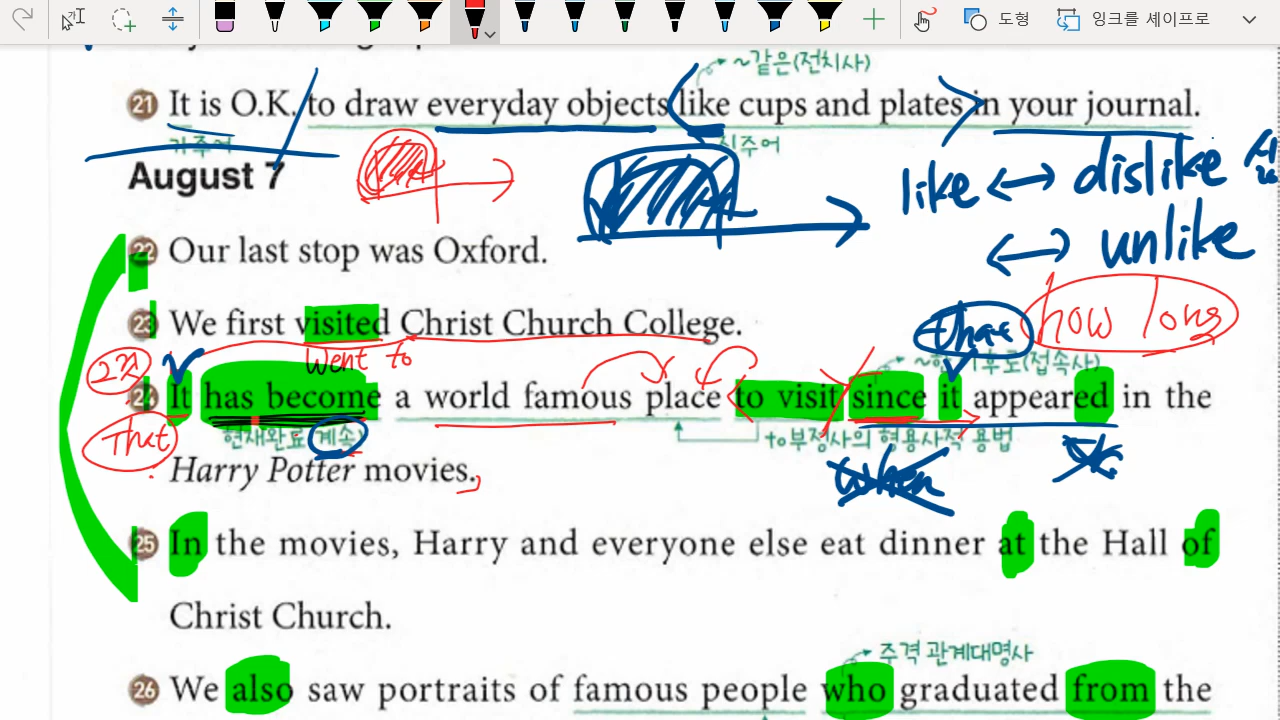 도형
잉크를 셰이프로
~같은(전치사)
21 It is O.K. to draw everyday objects like cups and plates in your journal.
가주어
진주어
August 7
like ↔ dislike
↔ unlike
22 Our last stop was Oxford.
that
how long
23 We first visited Christ Church College.
went to
24 It has become a world famous place to visit since it appeared in the
That
현재완료 계속
to부정사의 형용사적 용법
when
Harry Potter movies.
25 In the movies, Harry and everyone else eat dinner at the Hall of
Christ Church.
주격 관계대명사
26 We also saw portraits of famous people who graduated from the